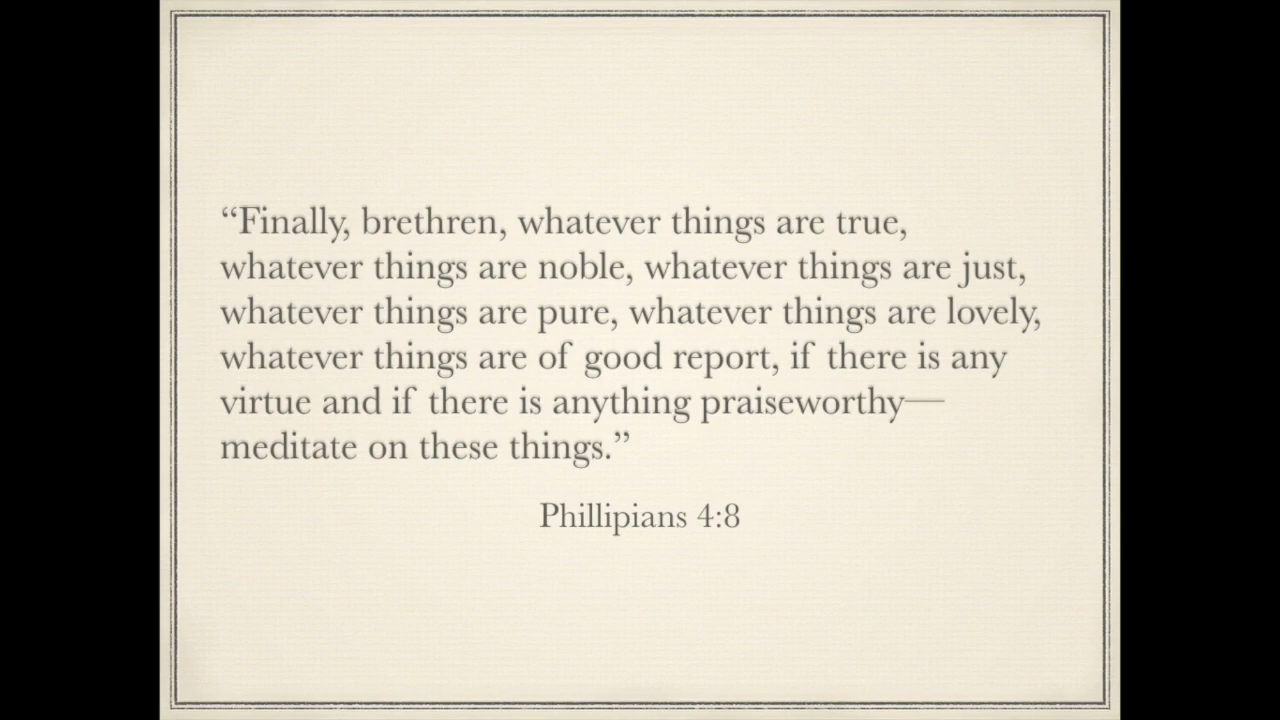 “Finally, brethren, whatever things are true,
whatever things are noble, whatever things are just,
whatever things are pure, whatever things are lovely,
whatever things are of good report, if there is any
virtue and if there is anything praiseworthy—
meditate on these things.”
Phillipians 4:8